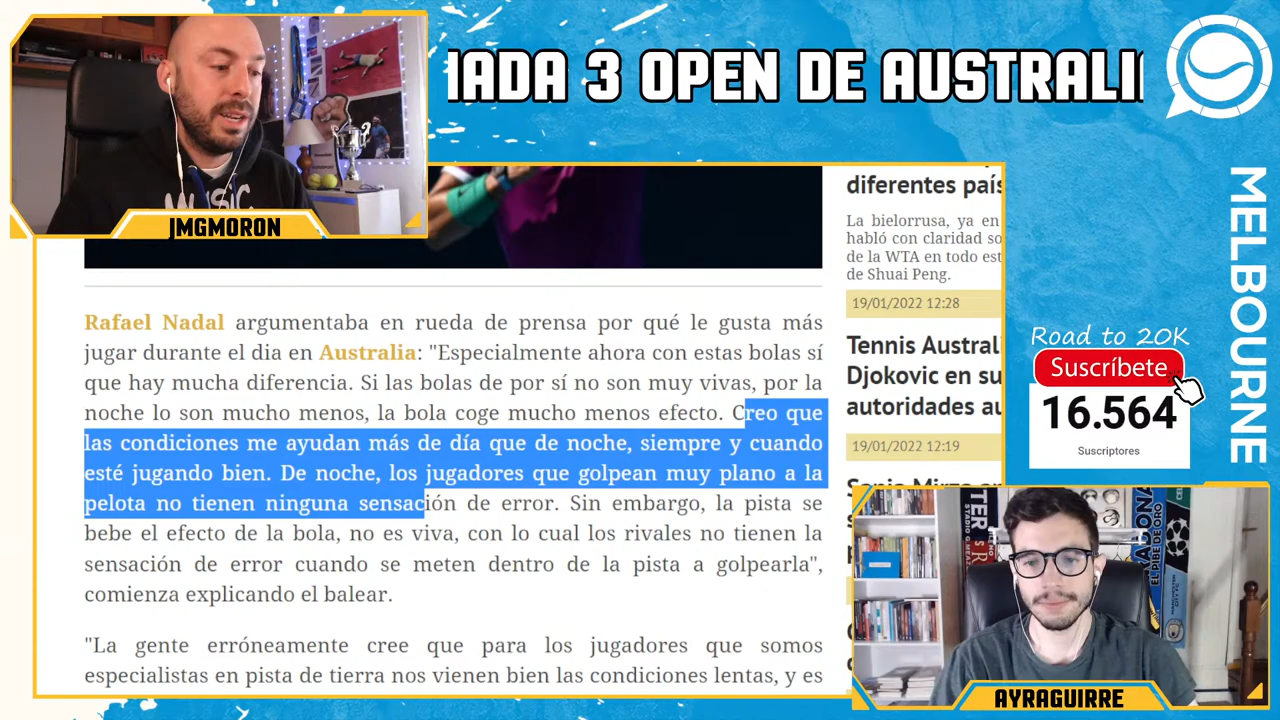 NADA 3 OPEN DE AUSTRALI
MUSIC
JMGMORON
Rafael Nadal argumentaba en rueda de prensa por qué le gusta más
jugar durante el dia en Australia: "Especialmente ahora con estas bolas sí
que hay mucha diferencia. Si las bolas de por sí no son muy vivas, por la
noche lo son mucho menos, la bola coge mucho menos efecto. Creo que
las condiciones me ayudan más de día que de noche, siempre y cuando
esté jugando bien. De noche, los jugadores que golpean muy plano a la
pelota no tienen ninguna sensación de error. Sin embargo, la pista se
bebe el efecto de la bola, no es viva, con lo cual los rivales no tienen la
sensación de error cuando se meten dentro de la pista a golpearla",
comienza explicando el balear.
"La gente erróneamente cree que para los jugadores que somos
especialistas en pista de tierra nos vienen bien las condiciones lentas, y es
diferentes país
La bielorrusa, ya en
habló con claridad so
de la WTA en todo est
de Shuai Peng.
19/01/2022 12:28
Tennis Austral
Djokovic en su
autoridades au
19/01/2022 12:19
Sania Mirza an
MELBOURNE
Road to 20K
Suscríbete
16.564
Suscriptores
EL PIBE DE ORO
AYRAGUIRRE